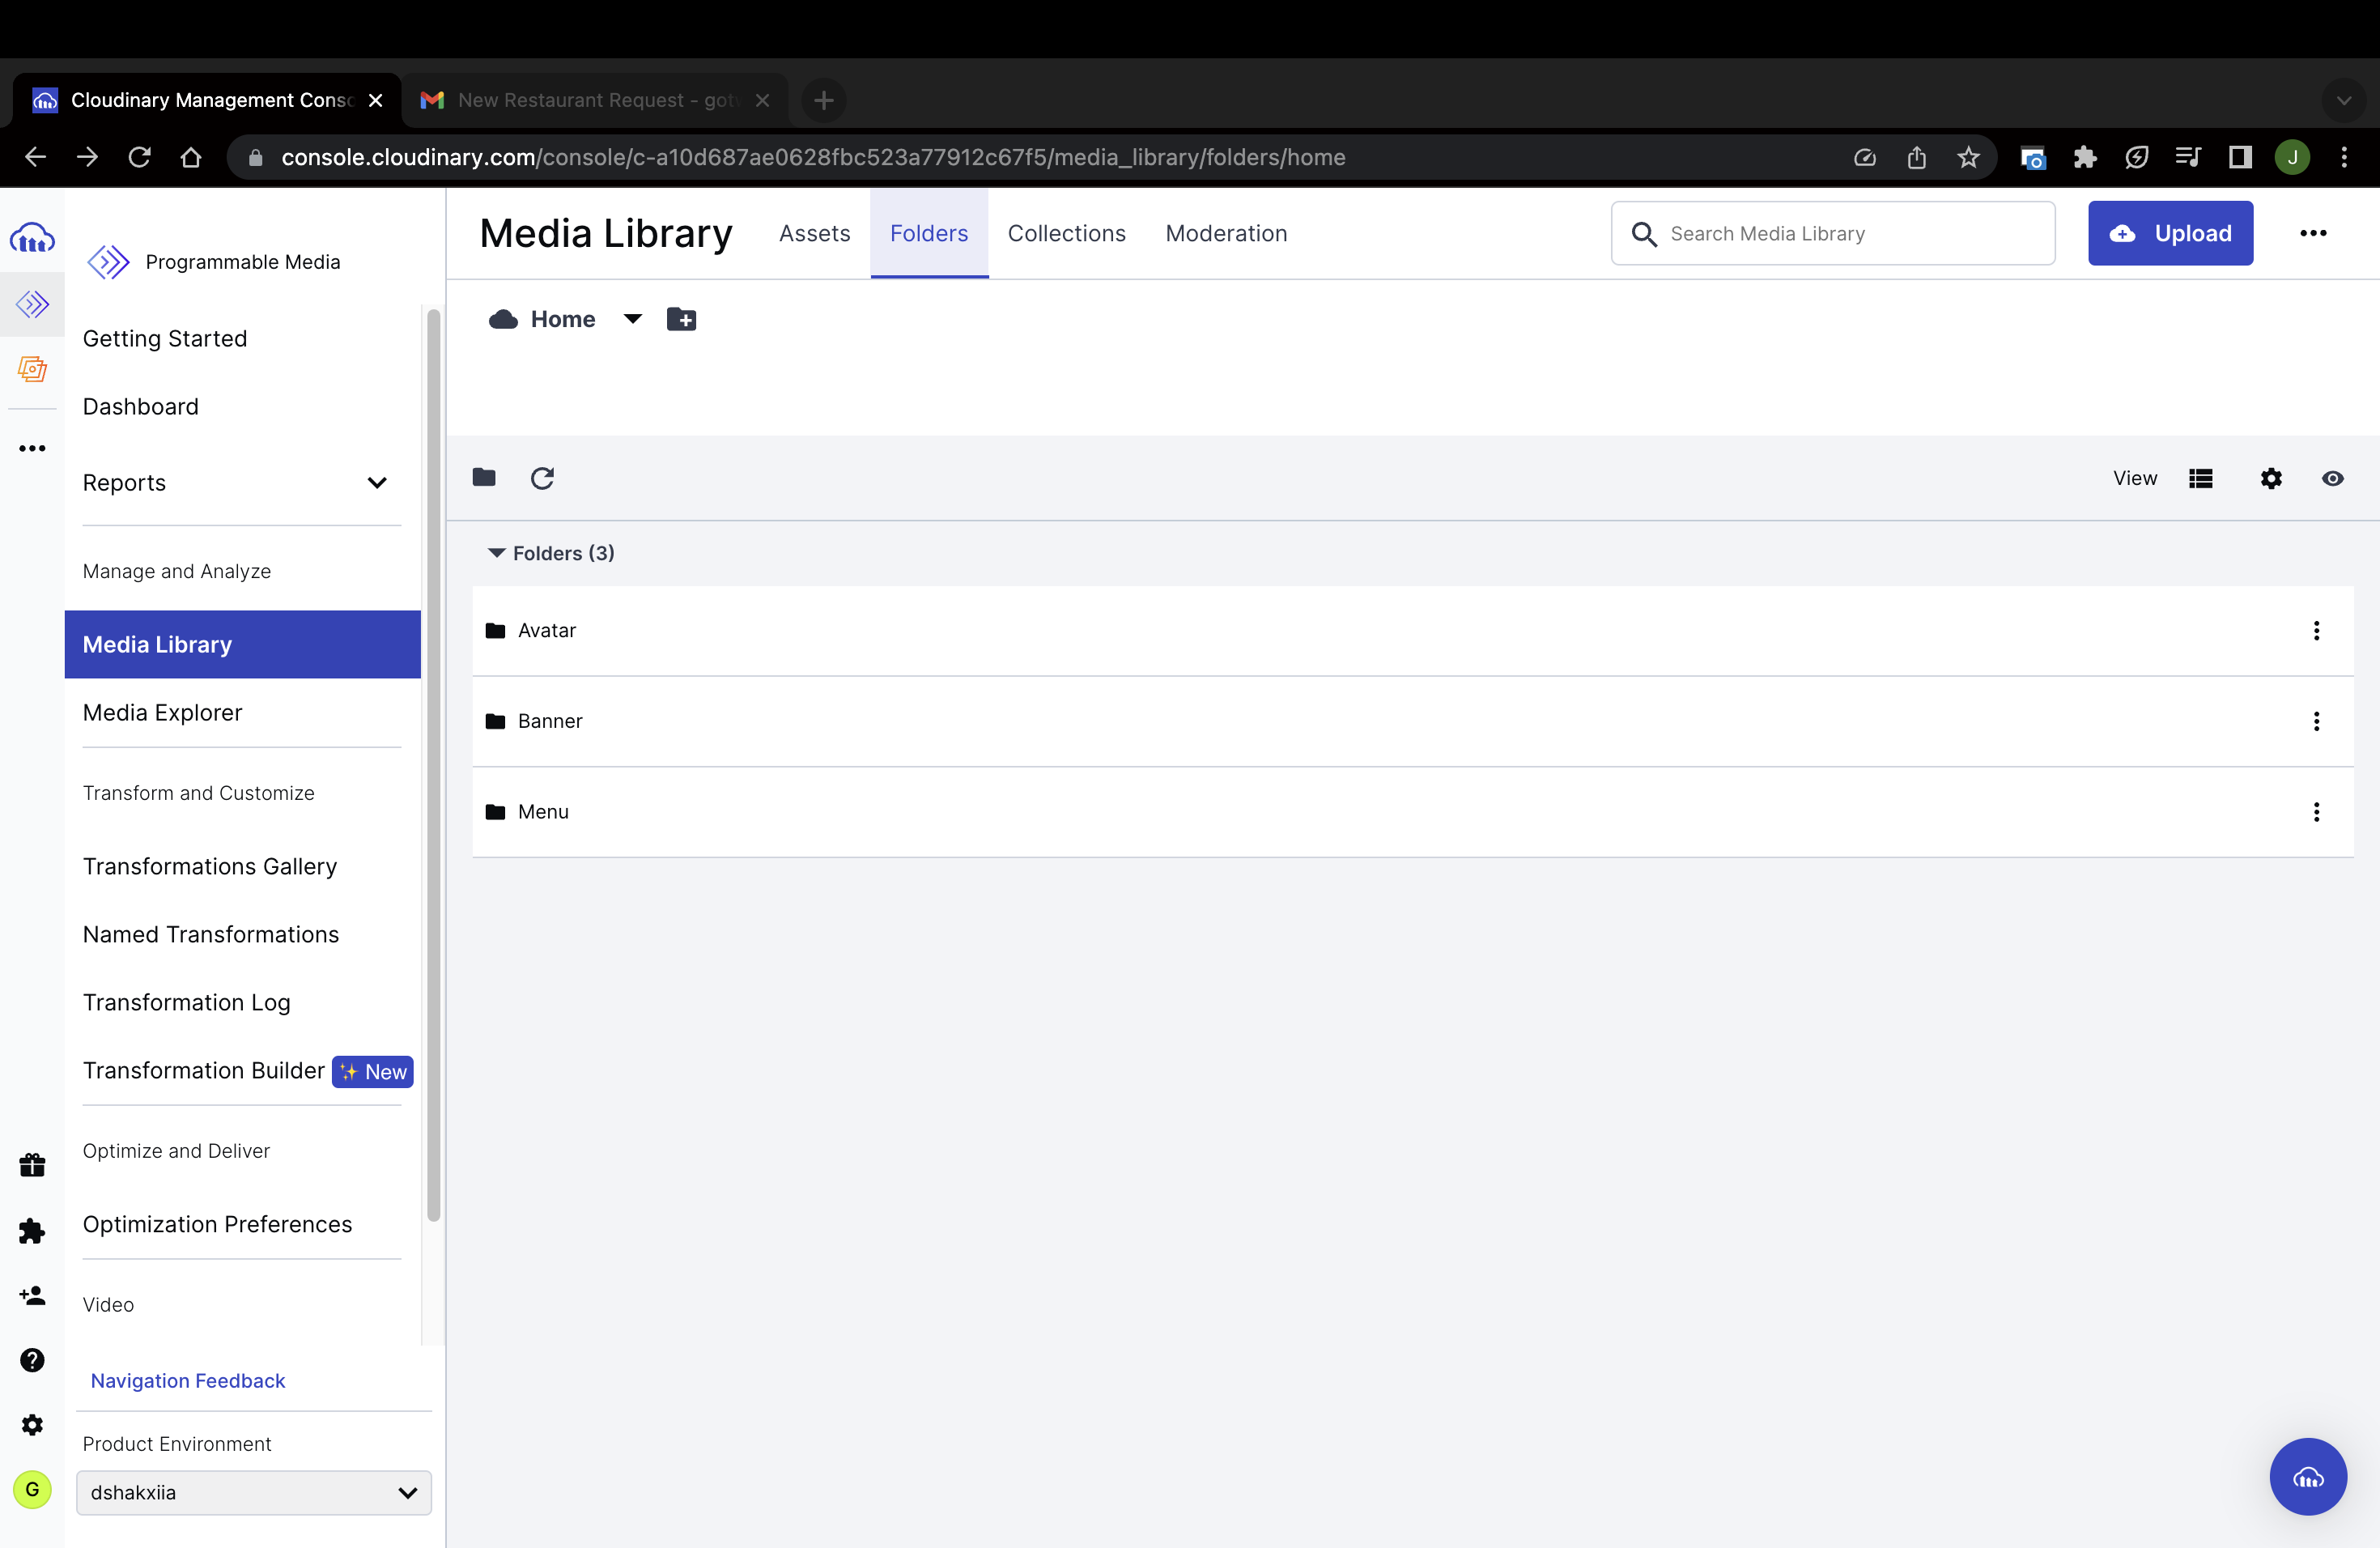 Cloudinary Management Cons
New Restaurant Request - got
console.cloudinary.com/console/c-a10d687ae0628fbc523a77912c67f5/media_library/folders/home
J
Programmable Media
Getting Started
Dashboard
Reports
Manage and Analyze
Media Library
Media Explorer
Transform and Customize
Transformations Gallery
Named Transformations
Transformation Log
Transformation Builder New
Optimize and Deliver
Optimization Preferences
Video
Navigation Feedback
Product Environment
dshakxiia
G
Media Library Assets Folders Collections Moderation
Search Media Library
Upload
Home
View
Folders (3)
Avatar
Banner
Menu